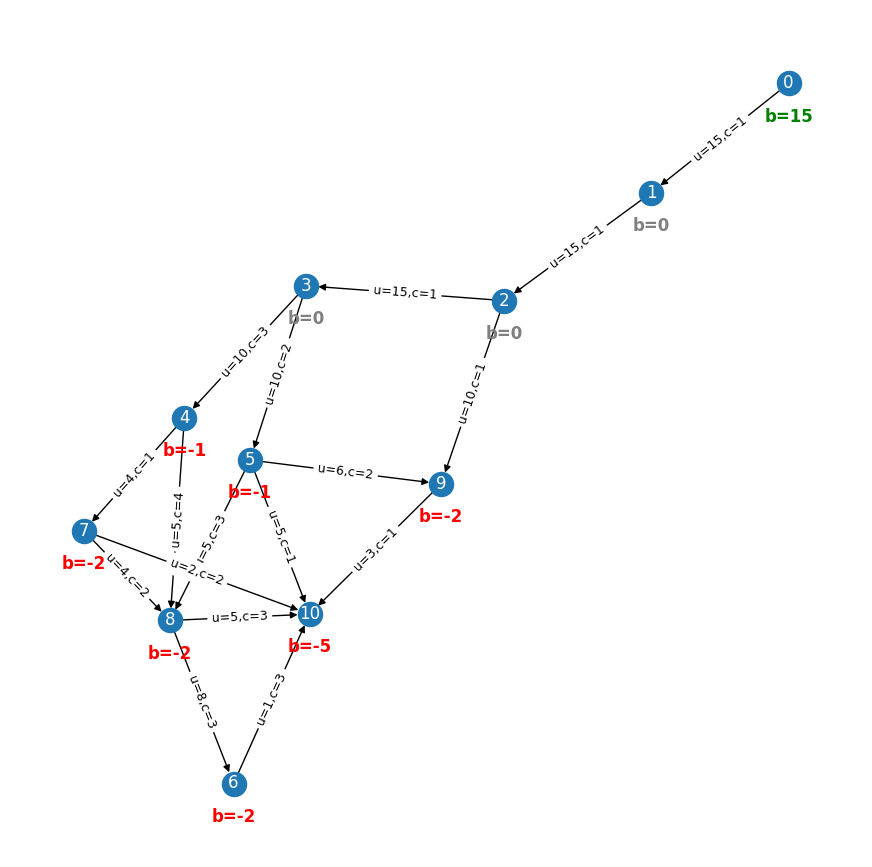 0
b=15
u=15,c=1
1
b=0
u=15,c=1
3
b=0
u=15,c=1
2
b=0
u=10,c=3
u=10,c=2
u=10,c=1
4
b=-1
5
b=-1
u=6,c=2
9
b=-2
u=4,c=1
u=5,c=4
u=5,c=1
7
b=-2
u=2,c=2
u=4,c=2
u=3,c=1
8
b=-2
u=5,c=3
10
b=-5
u=8,c=3
u=1,c=3
6
b=-2